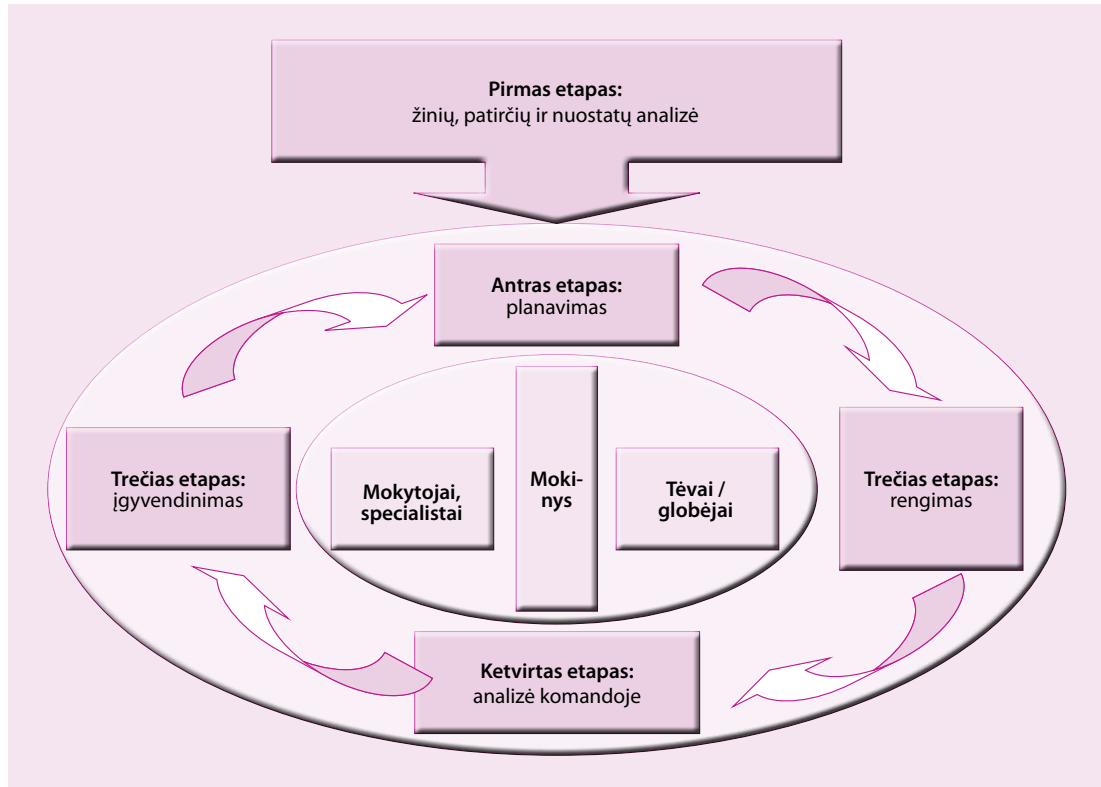 Pirmas etapas:
žinių, patirčių ir nuostatų analizė
Antras etapas:
planavimas
Trečias etapas:
įgyvendinimas
Mokytojai,
specialistai
Moki-
nys
Tėvai /
globėjai
Trečias etapas:
rengimas
Ketvirtas etapas:
analizė komandoje